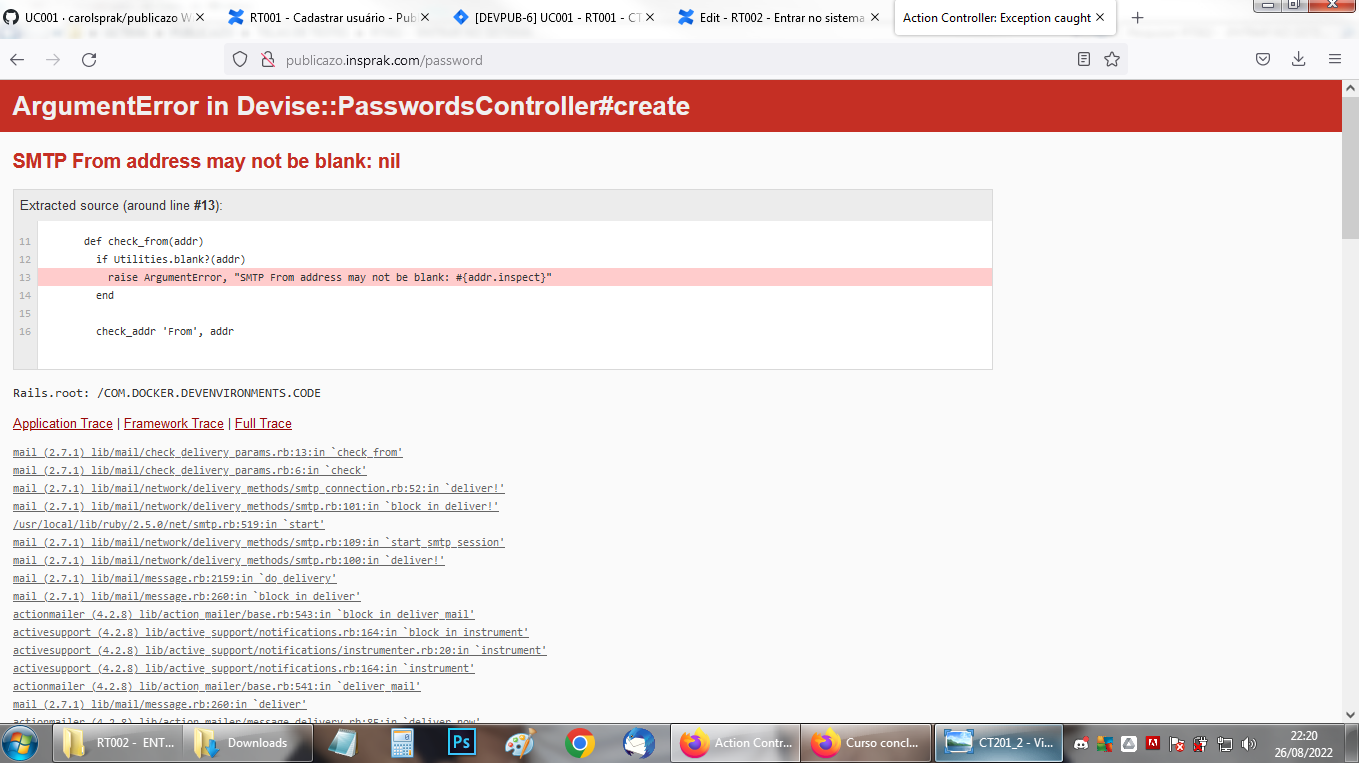 UC001 · carolsprak/publicazo W
RT001 - Cadastrar usuário - Pub
[DEVPUB-6] UC001 - RT001 - CT
Edit - RT002 - Entrar no sistema
Action Controller: Exception caught
publicazo.insprak.com/password
ArgumentError in Devise::PasswordsController#create
SMTP From address may not be blank: nil
Extracted source (around line #13):
11 def check_from(addr)
12 if Utilities.blank?(addr)
13 raise ArgumentError, "SMTP From address may not be blank: #{addr.inspect}"
14 end
15
16 check_addr 'From', addr
Rails.root: /COM.DOCKER.DEVENVIRONMENTS.CODE
Application Trace | Framework Trace | Full Trace
mail (2.7.1) lib/mail/check_delivery_params.rb:13:in `check_from'
mail (2.7.1) lib/mail/check_delivery_params.rb:6:in `check'
mail (2.7.1) lib/mail/network/delivery_methods/smtp_connection.rb:52:in `deliver!'
mail (2.7.1) lib/mail/network/delivery_methods/smtp.rb:101:in `block in deliver!'
/usr/local/lib/ruby/2.5.0/net/smtp.rb:519:in `start'
mail (2.7.1) lib/mail/network/delivery_methods/smtp.rb:109:in `start_smtp_session'
mail (2.7.1) lib/mail/network/delivery_methods/smtp.rb:100:in `deliver!'
mail (2.7.1) lib/mail/message.rb:2159:in `do_delivery'
mail (2.7.1) lib/mail/message.rb:260:in `block in deliver'
actionmailer (4.2.8) lib/action_mailer/base.rb:543:in `block in deliver_mail'
activesupport (4.2.8) lib/active_support/notifications.rb:164:in `block in instrument'
activesupport (4.2.8) lib/active_support/notifications/instrumenter.rb:20:in `instrument'
activesupport (4.2.8) lib/active_support/notifications.rb:164:in `instrument'
actionmailer (4.2.8) lib/action_mailer/base.rb:541:in `deliver_mail'
mail (2.7.1) lib/mail/message.rb:260:in `deliver'
actionmailer (4.2.8) lib/action_mailer/message_delivery.rb:85:in `deliver_now'
RT002 - ENT...
Downloads
Ps
Action Contr...
Curso concl...
CT201_2 - Vi...
22:20
26/08/2022